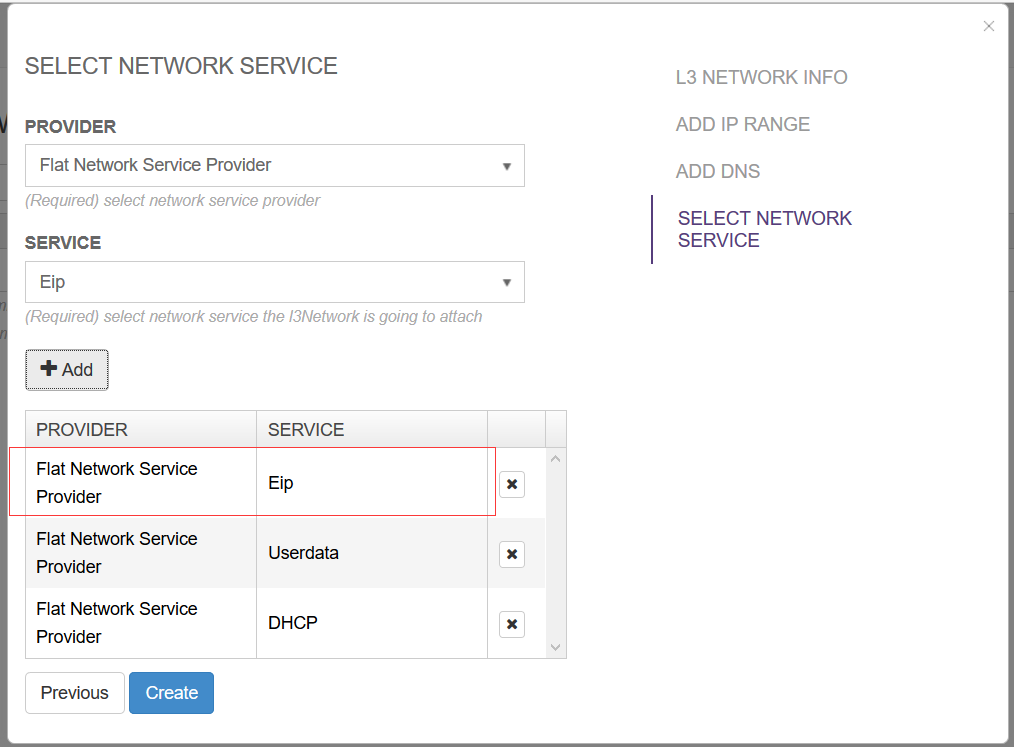 SELECT NETWORK SERVICE
PROVIDER
Flat Network Service Provider
(Required) select network service provider
SERVICE
Eip
(Required) select network service the l3Network is going to attach
Add
PROVIDER SERVICE
Flat Network Service
Provider
Eip
Flat Network Service
Provider
Userdata
Flat Network Service
Provider
DHCP
Previous Create
L3 NETWORK INFO
ADD IP RANGE
ADD DNS
SELECT NETWORK
SERVICE